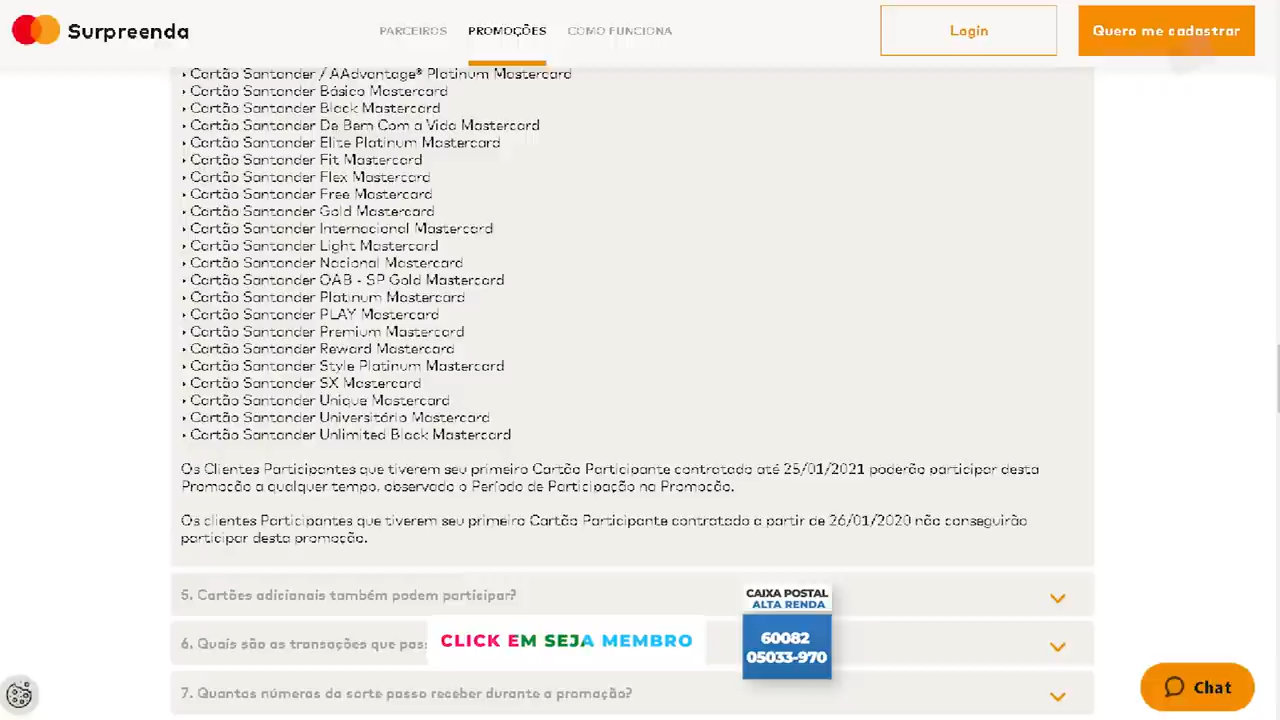 Surpreenda
PARCEIROS
PROMOÇÕES
COMO FUNCIONA
Login
Quero me cadastrar
• Cartão Santander / AAdvantage® Platinum Mastercard
• Cartão Santander Básico Mastercard
• Cartão Santander Black Mastercard
• Cartão Santander De Bem Com a Vida Mastercard
• Cartão Santander Elite Platinum Mastercard
• Cartão Santander Fit Mastercard
• Cartão Santander Flex Mastercard
• Cartão Santander Free Mastercard
• Cartão Santander Gold Mastercard
• Cartão Santander Internacional Mastercard
• Cartão Santander Light Mastercard
• Cartão Santander Nacional Mastercard
• Cartão Santander OAB - SP Gold Mastercard
• Cartão Santander Platinum Mastercard
• Cartão Santander PLAY Mastercard
• Cartão Santander Premium Mastercard
• Cartão Santander Reward Mastercard
• Cartão Santander Style Platinum Mastercard
• Cartão Santander SX Mastercard
• Cartão Santander Unique Mastercard
• Cartão Santander Universitário Mastercard
• Cartão Santander Unlimited Black Mastercard
Os Clientes Participantes que tiverem seu primeiro Cartão Participante contratado até 25/01/2021 poderão participar desta
Promoção a qualquer tempo, observado o Período de Participação na Promoção.
Os clientes Participantes que tiverem seu primeiro Cartão Participante contratado a partir de 26/01/2020 não conseguirão
participar desta promoção.
5. Cartões adicionais também podem participar?
6. Quais são as transações que
CLICK EM SEJA MEMBRO
CAIXA POSTAL
ALTA RENDA
60082
05033-970
7. Quantos números da sorte posso receber durante a promoção?
Chat